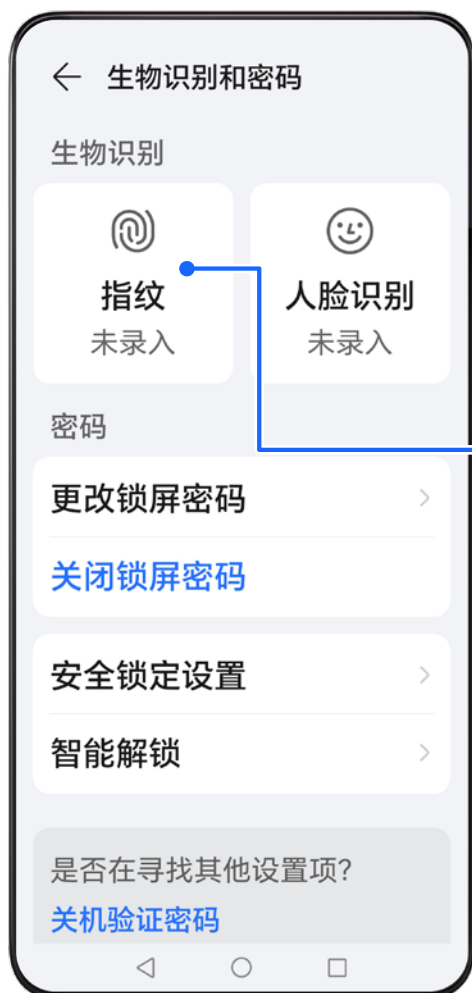 生物识别和密码
生物识别
指纹
人脸识别
未录入
未录入
密码
更改锁屏密码
关闭锁屏密码
安全锁定设置
智能解锁
是否在寻找其他设置项?
关机验证密码